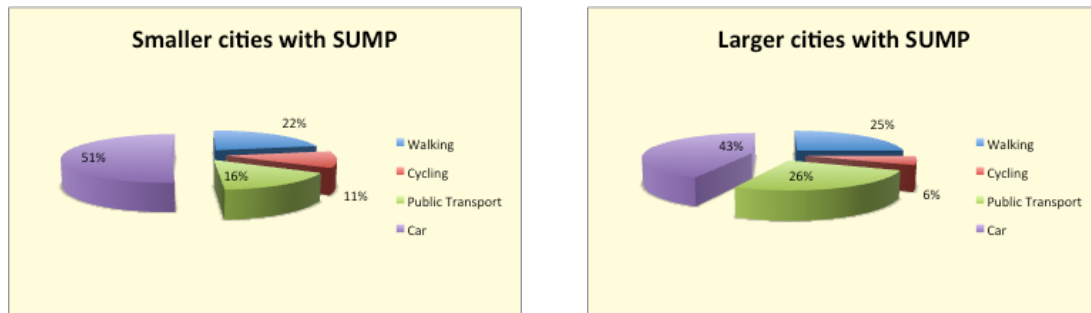 Smaller cities with SUMP
22%
51%
16%
11%
Walking
Cycling
Public Transport
Car
Larger cities with SUMP
25%
43%
26%
6%
Walking
Cycling
Public Transport
Car